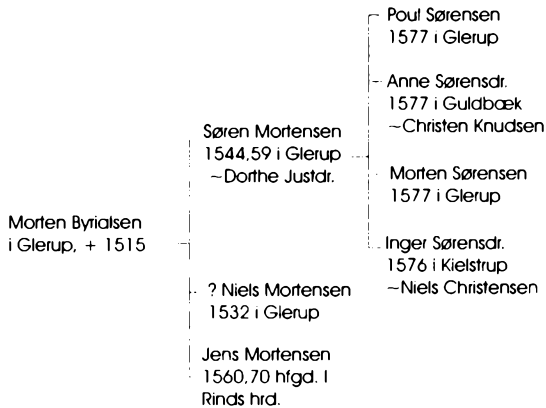 Morten Byrialsen
i Glerup, + 1515
Søren Mortensen
1544,59 i Glerup
~Dorthe Justdr.
? Niels Mortensen
1532 i Glerup
Jens Mortensen
1560,70 hfgd. I
Rinds hrd.
Poul Sørensen
1577 i Glerup
Anne Sørensdr.
1577 i Guldbæk
~Christen Knudsen
Morten Sørensen
1577 i Glerup
Inger Sørensdr.
1576 i Kielstrup
~Niels Christensen